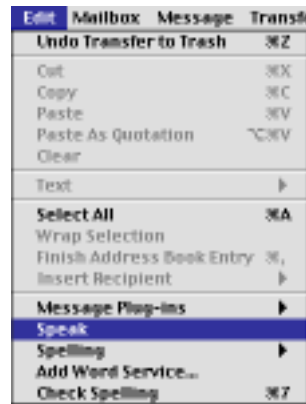 Edit Mailbox Message Transf
Undo Transfer to Trash ⌘Z
Cut ⌘X
Copy ⌘C
Paste ⌘V
Paste As Quotation ⌥⌘V
Clear
Text
Select All ⌘A
Wrap Selection
Finish Address Book Entry ⌘,
Insert Recipient
Message Plug-ins
Speak
Spelling
Add Word Service...
Check Spelling ⌘7